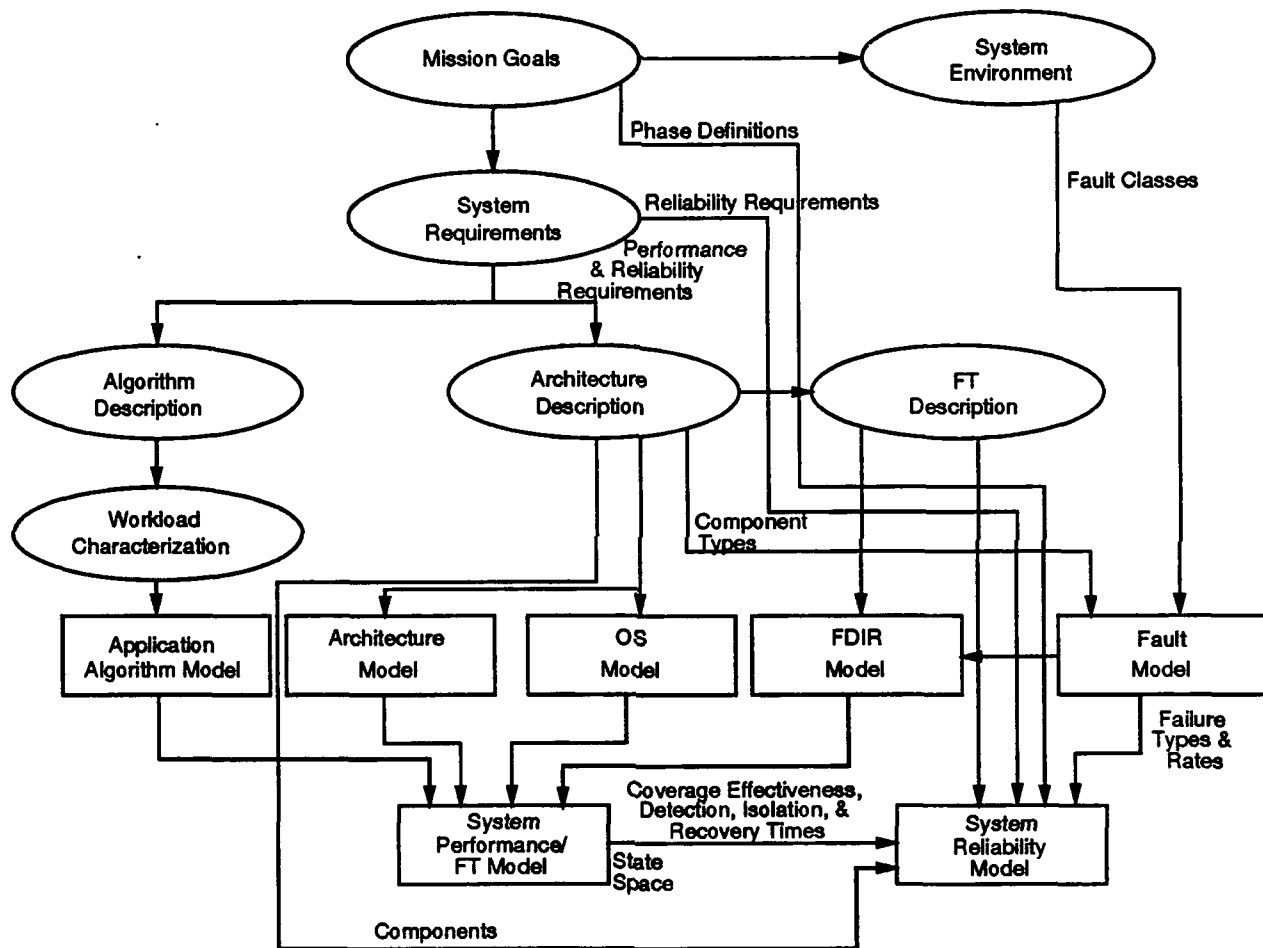 Mission Goals
System
Environment
Phase Definitions
Fault Classes
System
Requirements
Reliability Requirements
Performance
& Reliability
Requirements
Algorithm
Description
Architecture
Description
FT
Description
Workload
Characterization
Component
Types
Application
Algorithm Model
Architecture
Model
OS
Model
FDIR
Model
Fault
Model
Failure
Types &
Rates
Coverage Effectiveness,
Detection, Isolation, &
Recovery Times
System
Performance/
FT Model
State
Space
System
Reliability
Model
Components